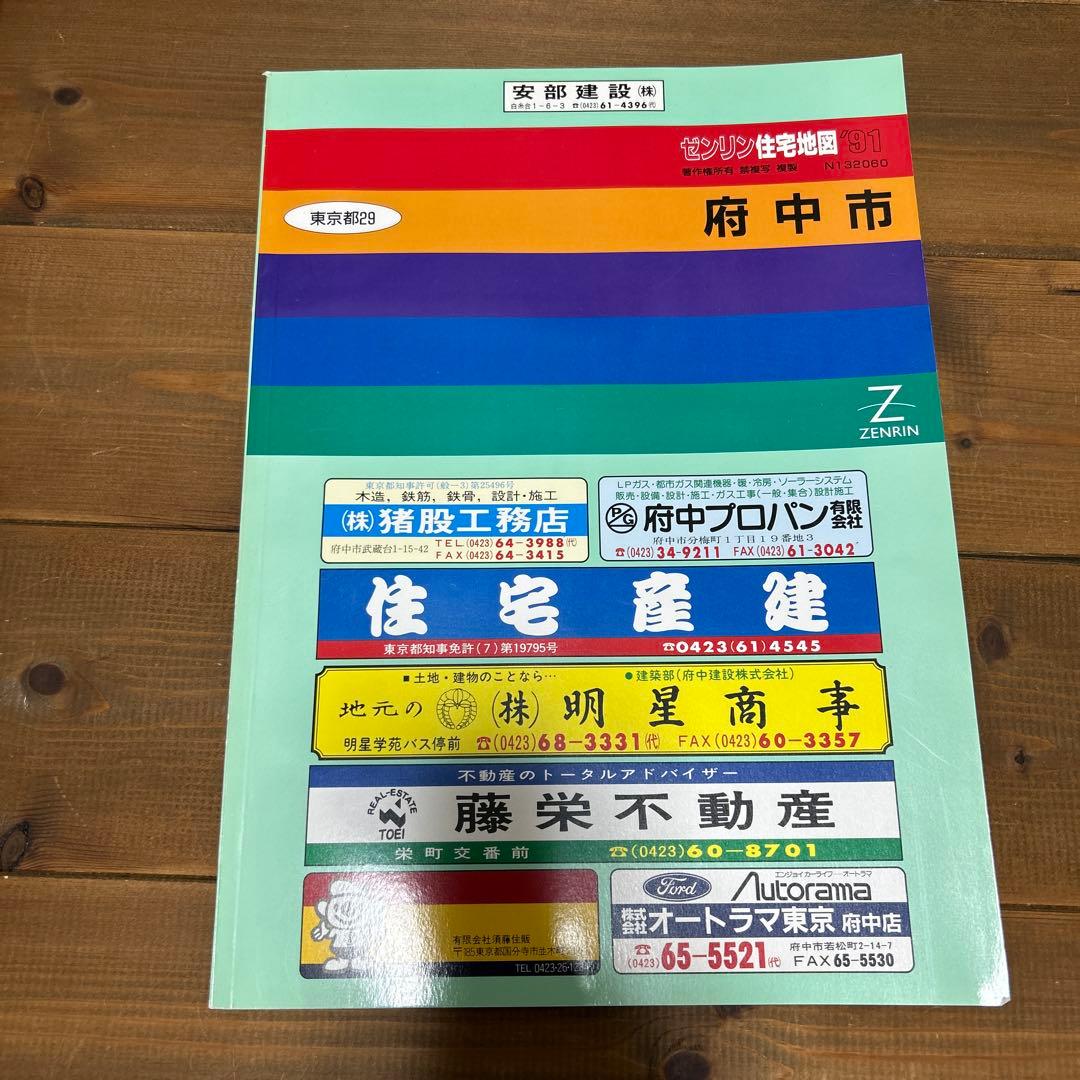 安部建設㈱
白糸台1-6-3 ☎(0423)61-4396(代)
ゼンリン住宅地図'91
著作権所有 禁複写 複製 N132060
東京都29
府中市
Z
ZENRIN
東京都知事許可(般-3)第25496号
木造，鉄筋，鉄骨，設計・施工
(株)猪股工務店
府中市武蔵台1-15-42 TEL(0423)64-3988(代)
FAX(0423)64-3415
LPガス・都市ガス関連機器・暖・冷房・ソーラーシステム
販売・設備・設計・施工・ガス工事(一般・集合)設計施工
P/G 府中プロパン有限会社
府中市分梅町1丁目19番地3
☎(0423)34-9211 FAX(0423)61-3042
住宅産建
東京都知事免許(7)第19795号 ☎0423(61)4545
■土地・建物のことなら… ●建築部(府中建設株式会社)
地元の (株)明星商事
明星学苑バス停前 ☎(0423)68-3331(代) FAX(0423)60-3357
不動産のトータルアドバイザー
REAL-ESTATE
TOEI
藤栄不動産
栄町交番前 ☎(0423)60-8701
有限会社須藤住販
〒185東京都国分寺市並木町
TEL 0423-26-
Ford
エンジョイカーライフ—オートラマ
Autorama
株式会社オートラマ東京 府中店
☎(0423)65-5521(代) 府中市若松町2-14-7
FAX 65-5530